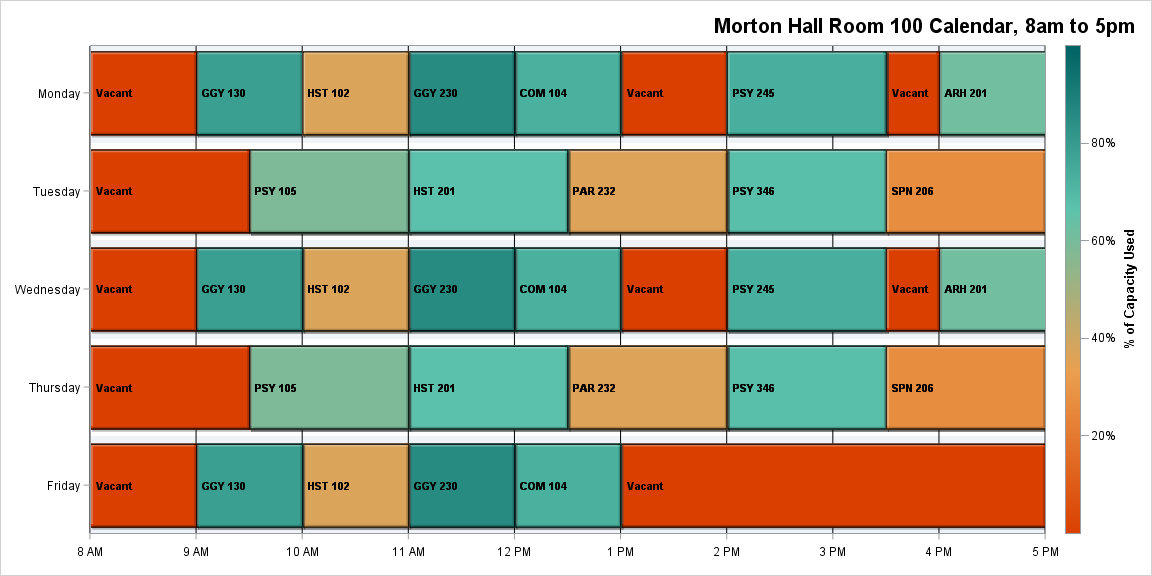 Morton Hall Room 100 Calendar, 8am to 5pm
Monday
Vacant
GGY 130
HST 102
GGY 230
COM 104
Vacant
PSY 245
Vacant
ARH 201
Tuesday
Vacant
PSY 105
HST 201
PAR 232
PSY 346
SPN 206
Wednesday
Vacant
GGY 130
HST 102
GGY 230
COM 104
Vacant
PSY 245
Vacant
ARH 201
Thursday
Vacant
PSY 105
HST 201
PAR 232
PSY 346
SPN 206
Friday
Vacant
GGY 130
HST 102
GGY 230
COM 104
Vacant
8 AM
9 AM
10 AM
11 AM
12 PM
1 PM
2 PM
3 PM
4 PM
5 PM
80%
60%
40%
20%
% of Capacity Used